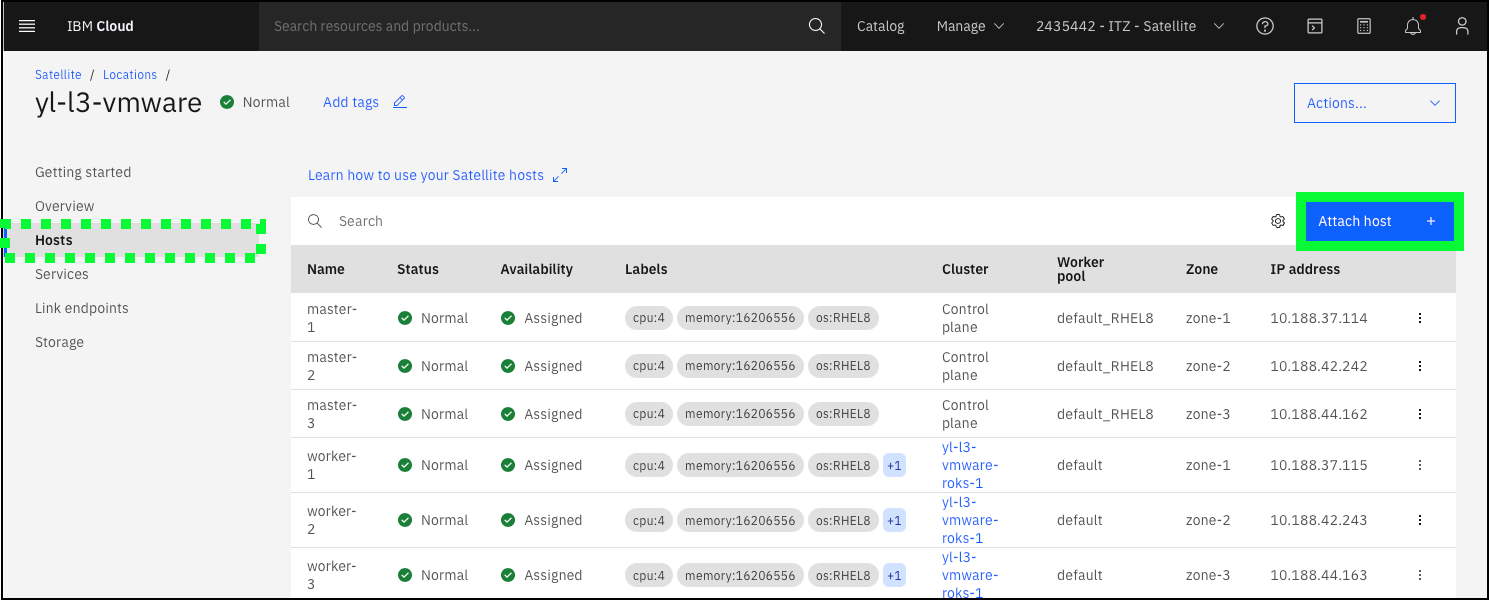 IBM Cloud Search resources and products... Catalog Manage 2435442 - ITZ - Satellite
Satellite / Locations /
yl-l3-vmware Normal Add tags Actions...
Getting started
Overview
Hosts
Services
Link endpoints
Storage
Learn how to use your Satellite hosts
Search Attach host +
Name Status Availability Labels Cluster Worker pool Zone IP address
master-1 Normal Assigned cpu:4 memory:16206556 os:RHEL8 Control plane default_RHEL8 zone-1 10.188.37.114
master-2 Normal Assigned cpu:4 memory:16206556 os:RHEL8 Control plane default_RHEL8 zone-2 10.188.42.242
master-3 Normal Assigned cpu:4 memory:16206556 os:RHEL8 Control plane default_RHEL8 zone-3 10.188.44.162
worker-1 Normal Assigned cpu:4 memory:16206556 os:RHEL8 +1 yl-l3-vmware-roks-1 default zone-1 10.188.37.115
worker-2 Normal Assigned cpu:4 memory:16206556 os:RHEL8 +1 yl-l3-vmware-roks-1 default zone-2 10.188.42.243
worker-3 Normal Assigned cpu:4 memory:16206556 os:RHEL8 +1 yl-l3-vmware-roks-1 default zone-3 10.188.44.163